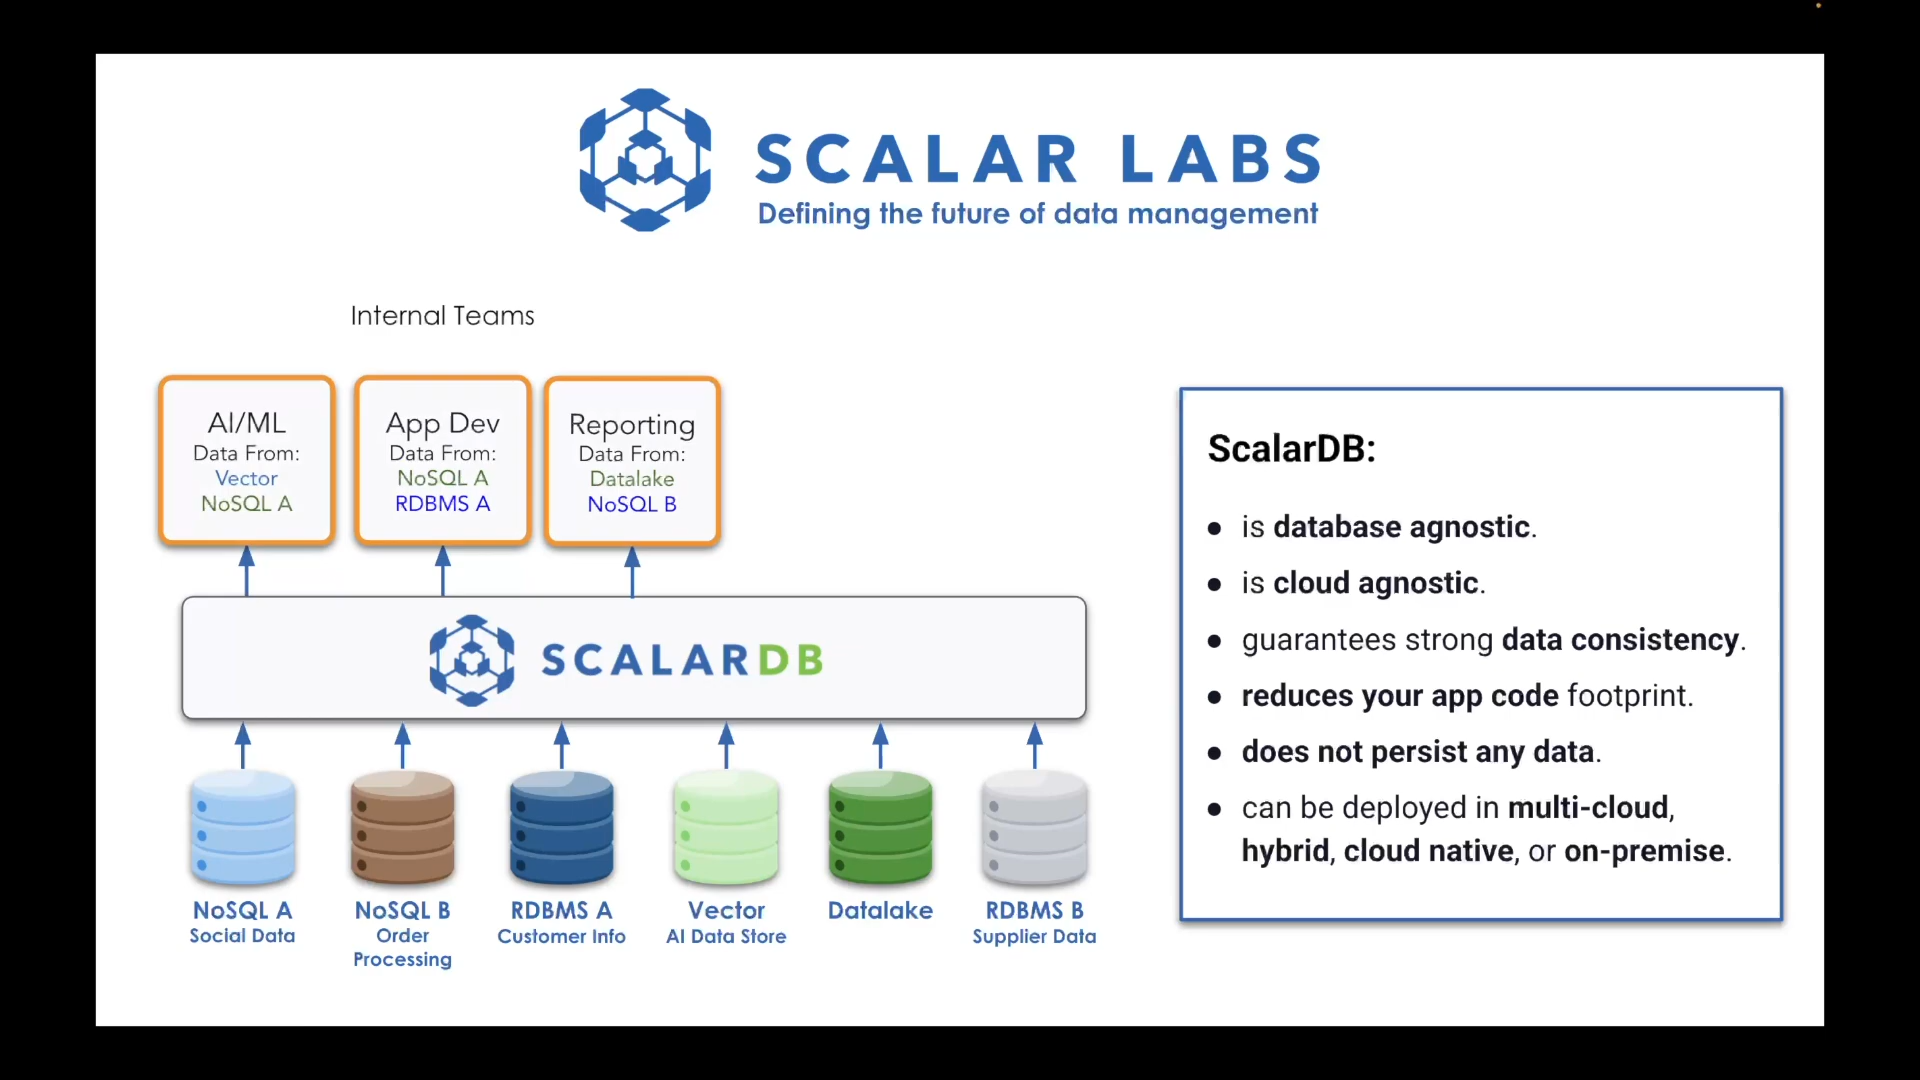 SCALAR LABS
Defining the future of data management
Internal Teams
AI/ML
Data From:
Vector
NoSQL A
App Dev
Data From:
NoSQL A
RDBMS A
Reporting
Data From:
Datalake
NoSQL B
SCALARDB
NoSQL A
Social Data
NoSQL B
Order
Processing
RDBMS A
Customer Info
Vector
AI Data Store
Datalake
RDBMS B
Supplier Data
ScalarDB:
● is database agnostic.
● is cloud agnostic.
● guarantees strong data consistency.
● reduces your app code footprint.
● does not persist any data.
● can be deployed in multi-cloud,
hybrid, cloud native, or on-premise.